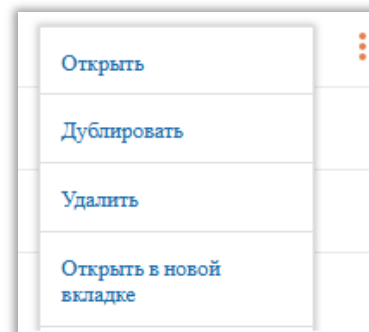 Открыть
Дублировать
Удалить
Открыть в новой
вкладке